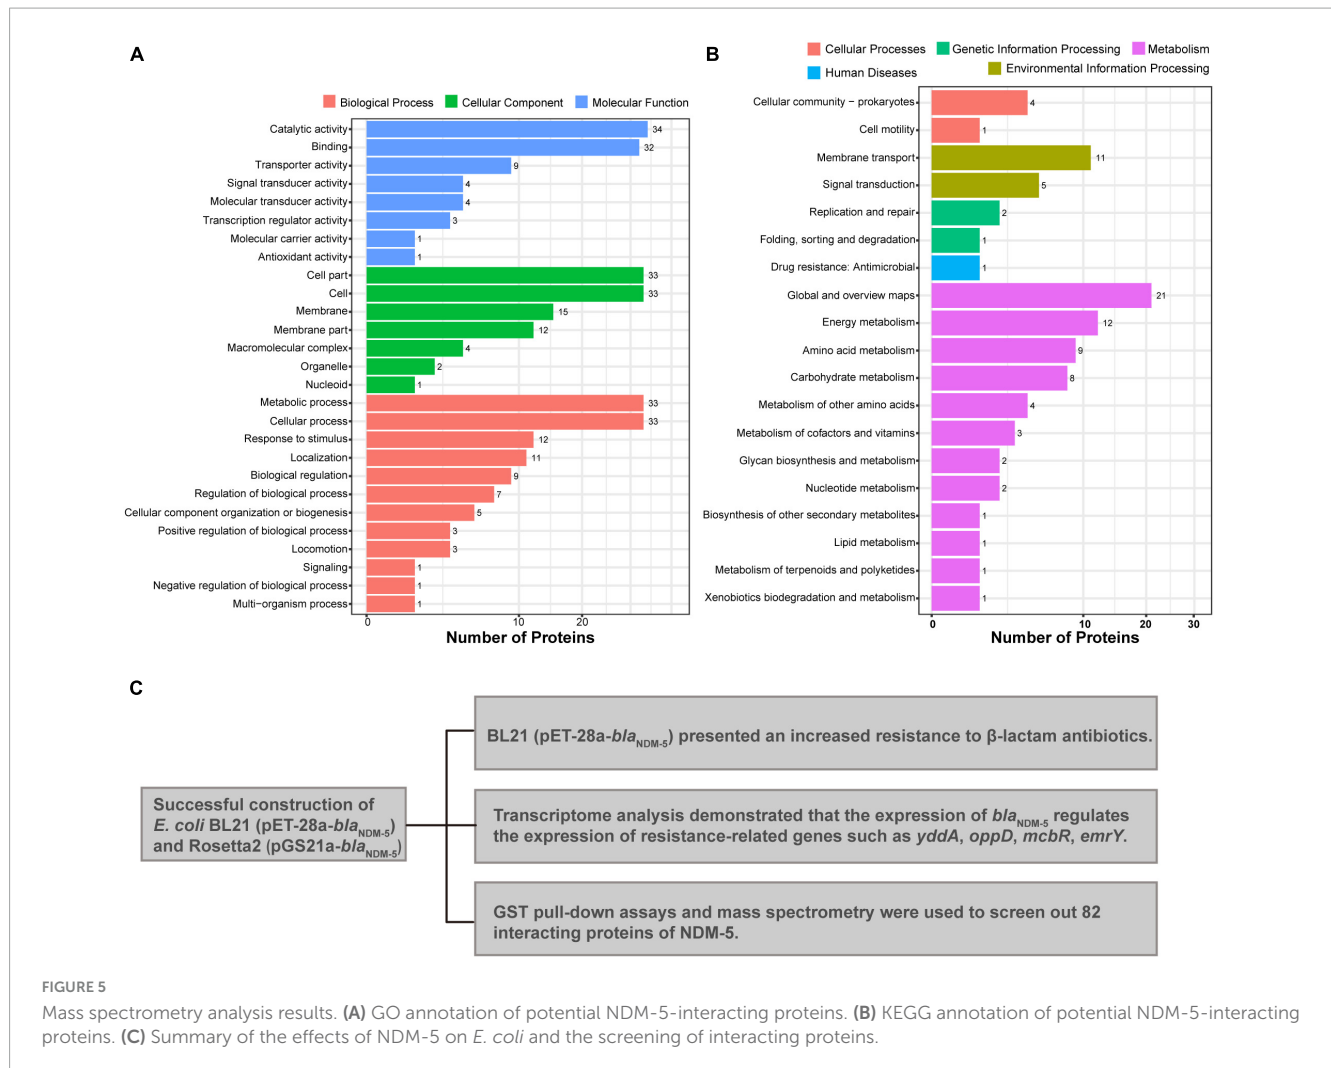 A
Biological Process Cellular Component Molecular Function
Catalytic activity 34
Binding 32
Transporter activity 9
Signal transducer activity 4
Molecular transducer activity 4
Transcription regulator activity 3
Molecular carrier activity 1
Antioxidant activity 1
Cell part 33
Cell 33
Membrane 15
Membrane part 12
Macromolecular complex 4
Organelle 2
Nucleoid 1
Metabolic process 33
Cellular process 33
Response to stimulus 12
Localization 11
Biological regulation 9
Regulation of biological process 7
Cellular component organization or biogenesis 5
Positive regulation of biological process 3
Locomotion 3
Signaling 1
Negative regulation of biological process 1
Multi−organism process 1
0 10 20
Number of Proteins
B
Cellular Processes Genetic Information Processing Metabolism
Human Diseases Environmental Information Processing
Cellular community − prokaryotes 4
Cell motility 1
Membrane transport 11
Signal transduction 5
Replication and repair 2
Folding, sorting and degradation 1
Drug resistance: Antimicrobial 1
Global and overview maps 21
Energy metabolism 12
Amino acid metabolism 9
Carbohydrate metabolism 8
Metabolism of other amino acids 4
Metabolism of cofactors and vitamins 3
Glycan biosynthesis and metabolism 2
Nucleotide metabolism 2
Biosynthesis of other secondary metabolites 1
Lipid metabolism 1
Metabolism of terpenoids and polyketides 1
Xenobiotics biodegradation and metabolism 1
0 10 20 30
Number of Proteins
C
Successful construction of
E. coli BL21 (pET-28a-blaNDM-5)
and Rosetta2 (pGS21a-blaNDM-5)
BL21 (pET-28a-blaNDM-5) presented an increased resistance to β-lactam antibiotics.
Transcriptome analysis demonstrated that the expression of blaNDM-5 regulates
the expression of resistance-related genes such as yddA, oppD, mcbR, emrY.
GST pull-down assays and mass spectrometry were used to screen out 82
interacting proteins of NDM-5.
FIGURE 5
Mass spectrometry analysis results. (A) GO annotation of potential NDM-5-interacting proteins. (B) KEGG annotation of potential NDM-5-interacting
proteins. (C) Summary of the effects of NDM-5 on E. coli and the screening of interacting proteins.